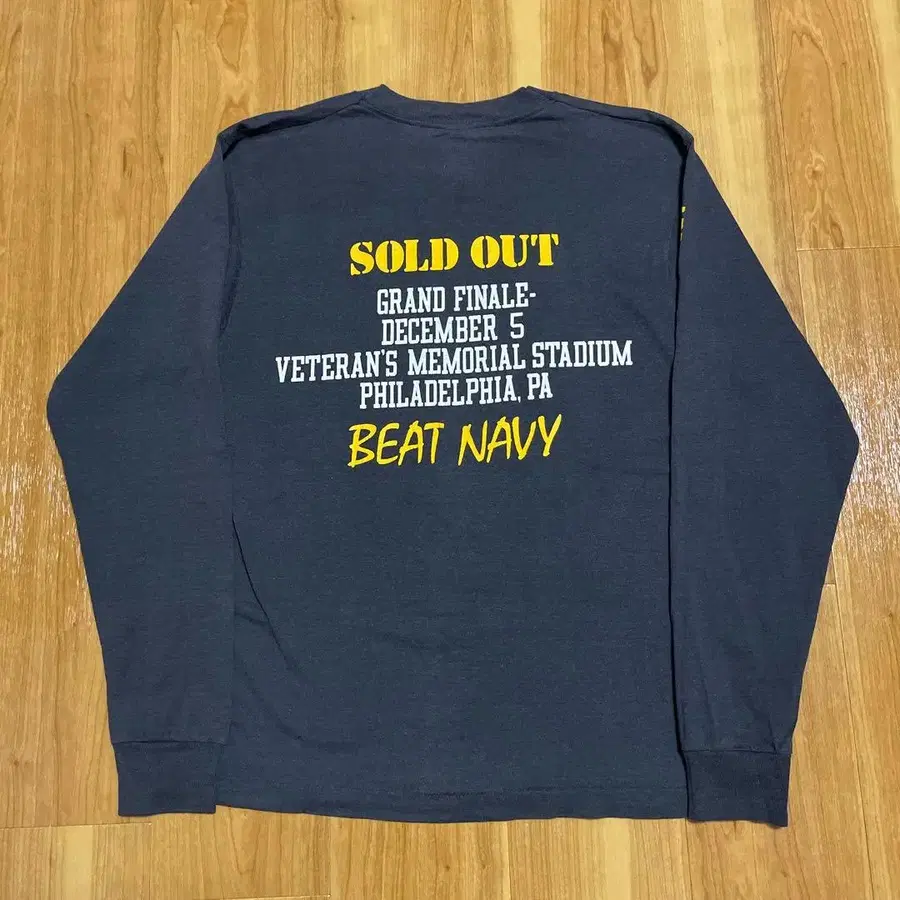 SOLD OUT
GRAND FINALE-
DECEMBER 5
VETERAN'S MEMORIAL STADIUM
PHILADELPHIA, PA
BEAT NAVY